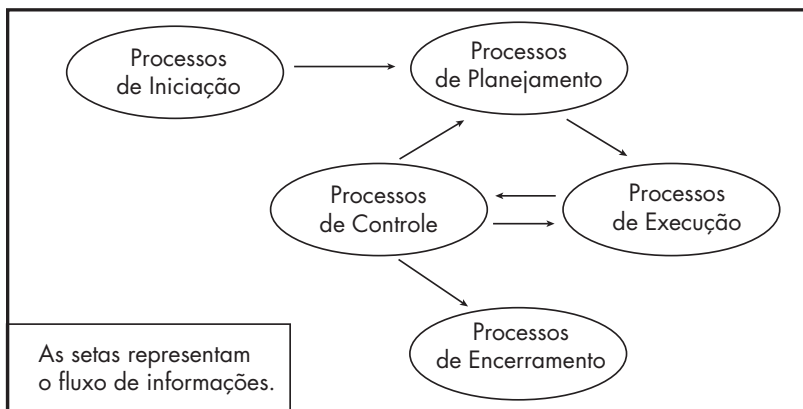 Processos
de Iniciação
Processos
de Planejamento
Processos
de Controle
Processos
de Execução
Processos
de Encerramento
As setas representam
o fluxo de informações.